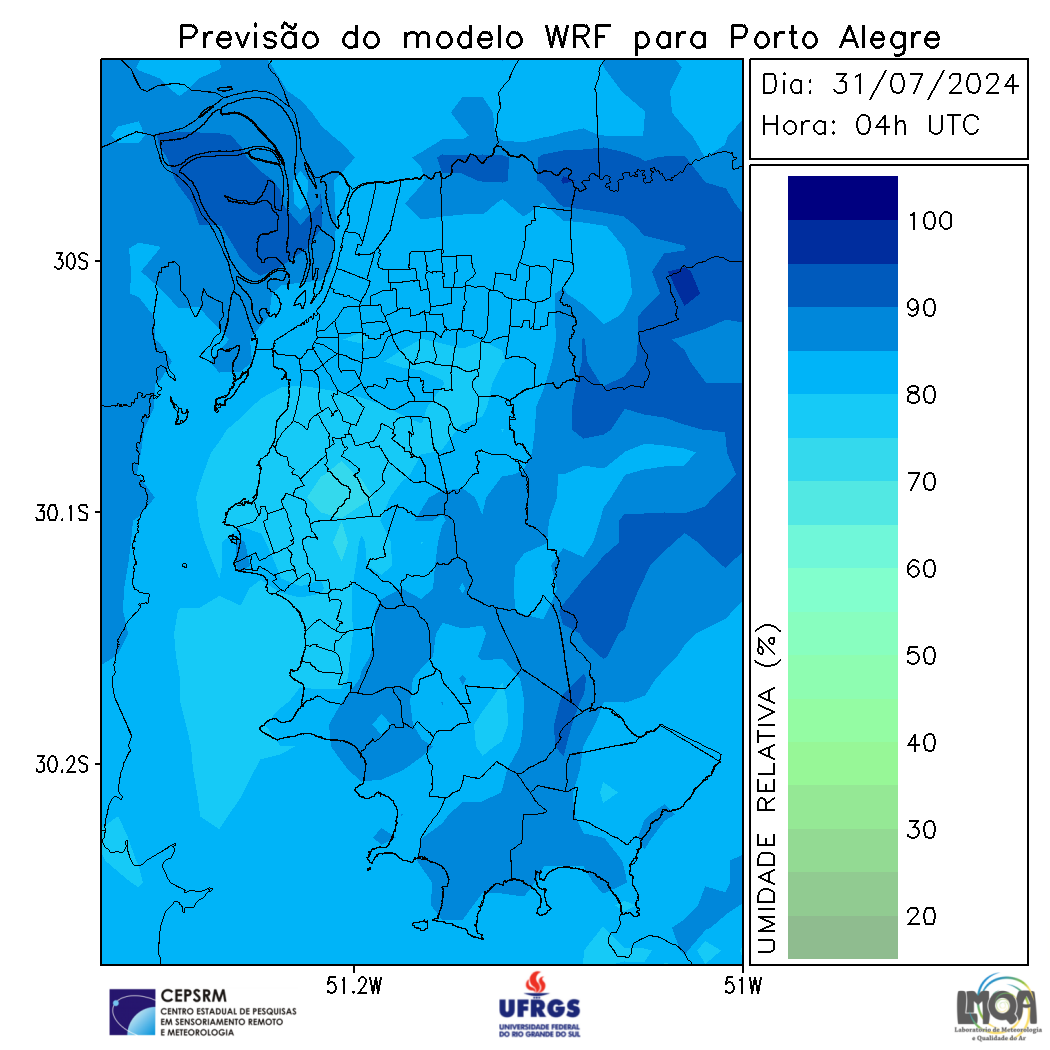 Previsão do modelo WRF para Porto Alegre
Dia: 31/07/2024
Hora: 04h UTC
30S
30.1S
30.2S
51.2W
51W
100
90
80
70
60
50
40
30
20
UMIDADE RELATIVA (%)
CEPSRM
CENTRO ESTADUAL DE PESQUISAS
EM SENSORIAMENTO REMOTO
E METEOROLOGIA
UFRGS
UNIVERSIDADE FEDERAL
DO RIO GRANDE DO SUL
LMQA
Laboratório de Meteorologia
e Qualidade do Ar